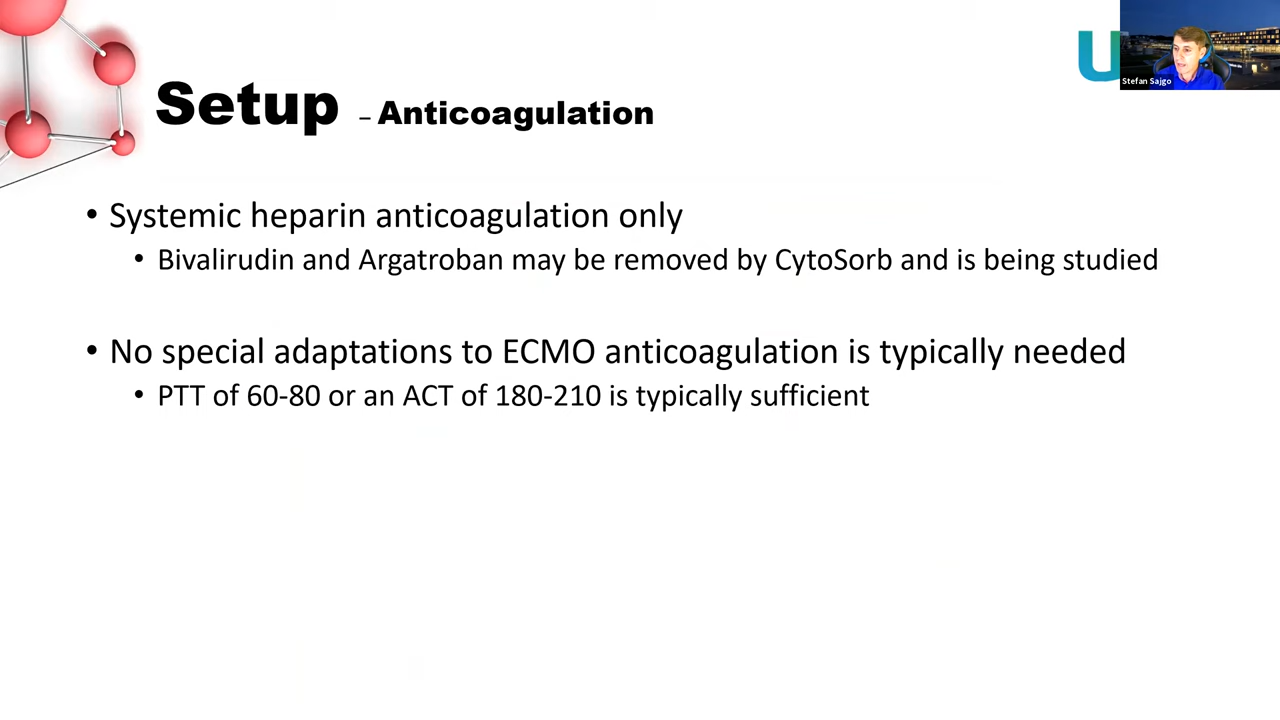 U
Stefan Sajgo
Setup – Anticoagulation
• Systemic heparin anticoagulation only
• Bivalirudin and Argatroban may be removed by CytoSorb and is being studied
• No special adaptations to ECMO anticoagulation is typically needed
• PTT of 60-80 or an ACT of 180-210 is typically sufficient